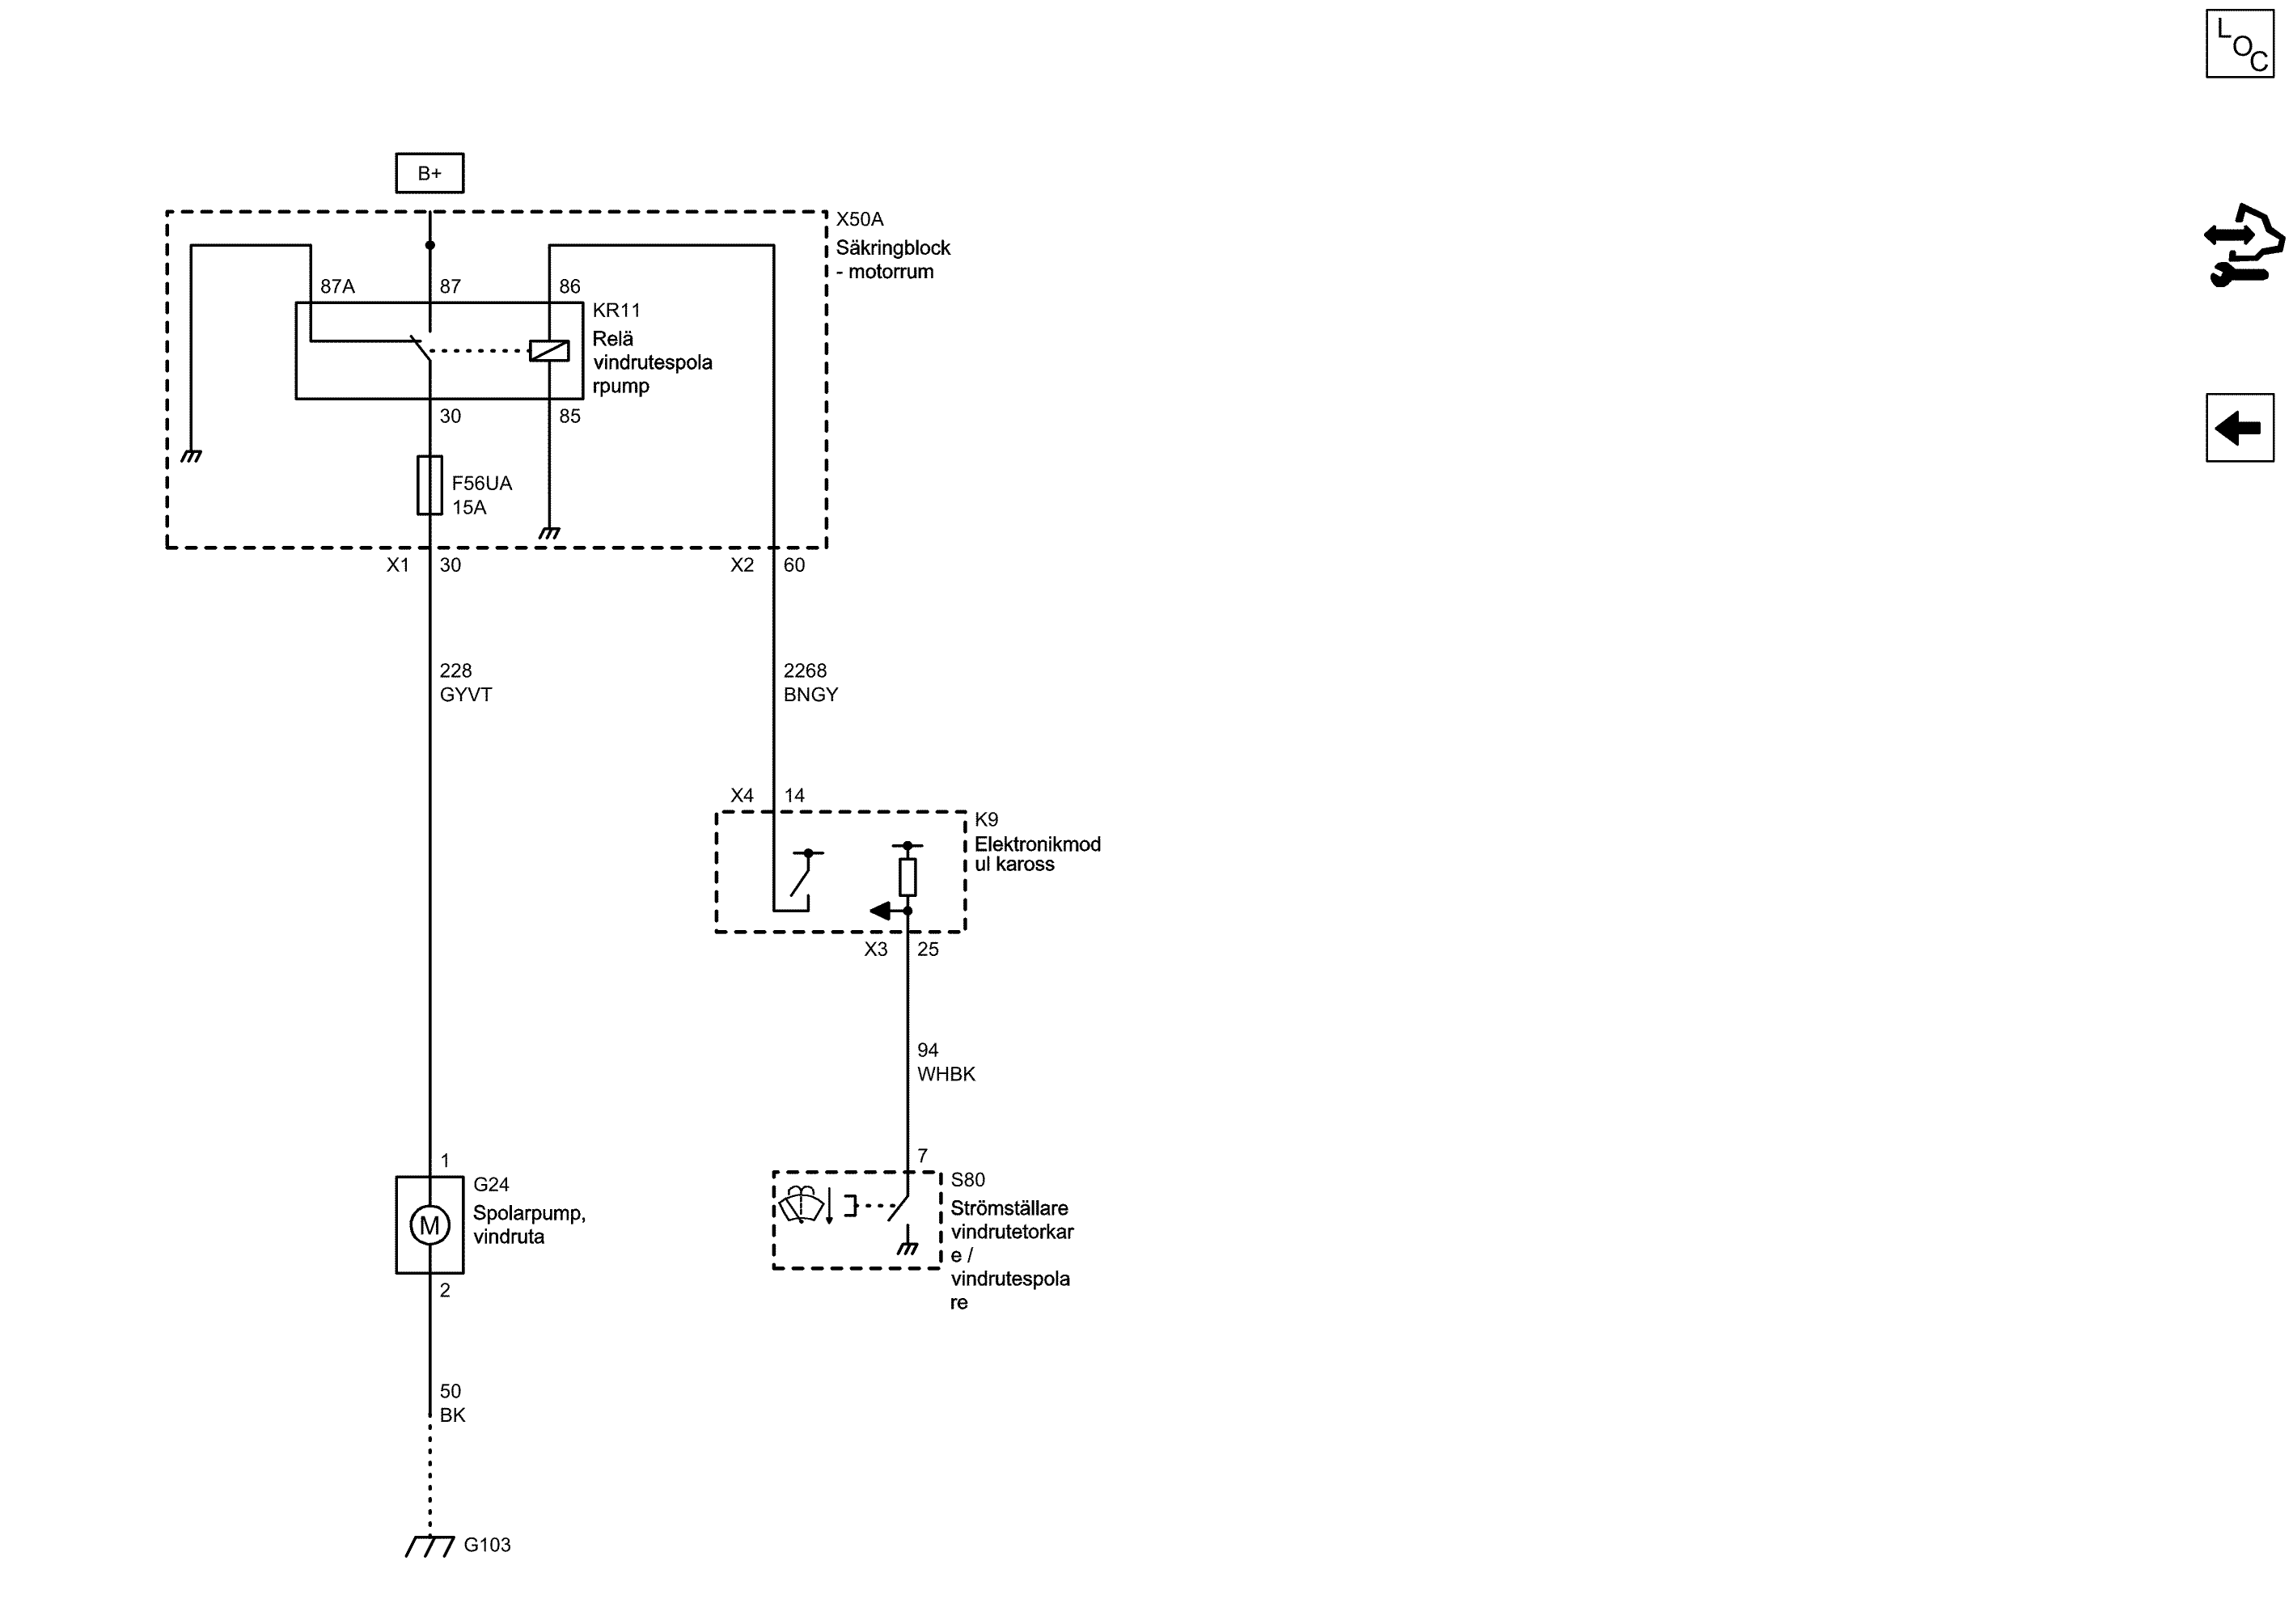 LOC
B+
X50A
Säkringblock
- motorrum
87A
87
86
KR11
Relä
vindrutespola
rpump
30
85
F56UA
15A
X1
30
X2
60
228
GYVT
2268
BNGY
X4
14
K9
Elektronikmod
ul kaross
X3
25
94
WHBK
1
7
G24
Spolarpump,
vindruta
M
S80
Strömställare
vindrutetorkar
e /
vindrutespola
re
2
50
BK
G103